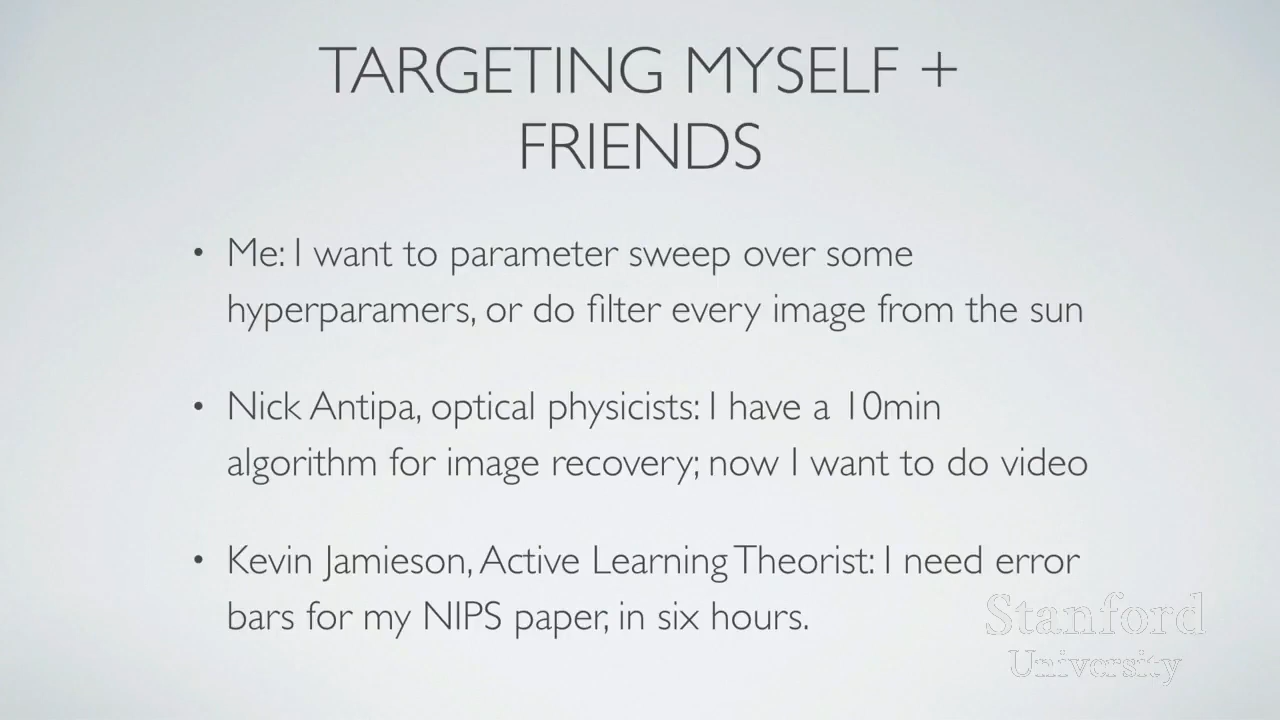 TARGETING MYSELF +
FRIENDS
• Me: I want to parameter sweep over some
hyperparamers, or do filter every image from the sun
• Nick Antipa, optical physicists: I have a 10min
algorithm for image recovery; now I want to do video
• Kevin Jamieson, Active Learning Theorist: I need error
bars for my NIPS paper, in six hours.
Stanford
University